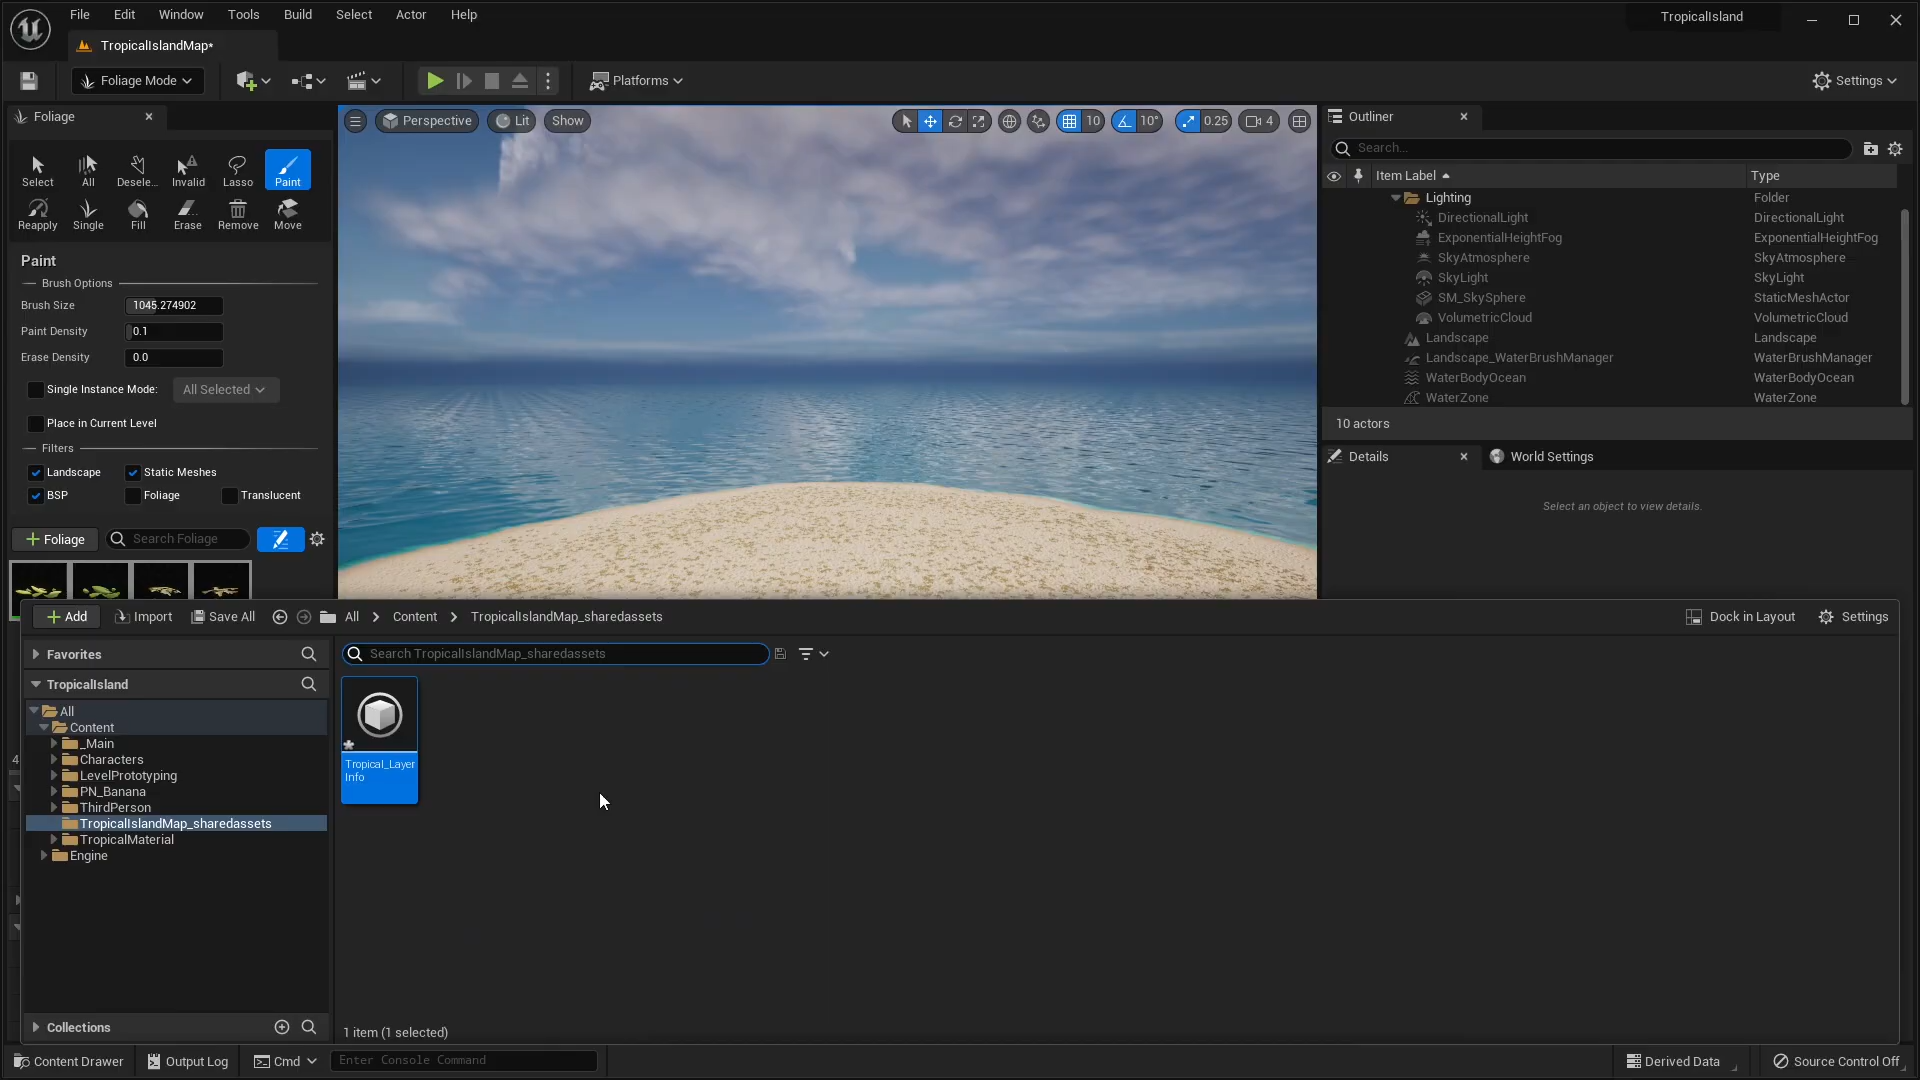 File Edit Window Tools Build Select Actor Help
TropicalIsland
TropicalIslandMap*
Foliage Mode
Platforms
Settings
Foliage
Select All Desele... Invalid Lasso Paint
Reapply Single Fill Erase Remove Move
Paint
Brush Options
Brush Size 1045.274902
Paint Density 0.1
Erase Density 0.0
Single Instance Mode: All Selected
Place in Current Level
Filters
Landscape Static Meshes
BSP Foliage Translucent
+ Foliage Search Foliage
4
Perspective Lit Show
10 10° 0.25 4
Outliner
Search...
Item Label Type
Lighting Folder
DirectionalLight DirectionalLight
ExponentialHeightFog ExponentialHeightFog
SkyAtmosphere SkyAtmosphere
SkyLight SkyLight
SM_SkySphere StaticMeshActor
VolumetricCloud VolumetricCloud
Landscape Landscape
Landscape_WaterBrushManager WaterBrushManager
WaterBodyOcean WaterBodyOcean
WaterZone WaterZone
10 actors
Details World Settings
Select an object to view details.
+ Add Import Save All All > Content > TropicalIslandMap_sharedassets
Dock in Layout Settings
Favorites
TropicalIsland
All
Content
_Main
Characters
LevelPrototyping
PN_Banana
ThirdPerson
TropicalIslandMap_sharedassets
TropicalMaterial
Engine
Collections
Search TropicalIslandMap_sharedassets
Tropical_Layer
Info
1 item (1 selected)
Content Drawer Output Log Cmd Enter Console Command
Derived Data Source Control Off